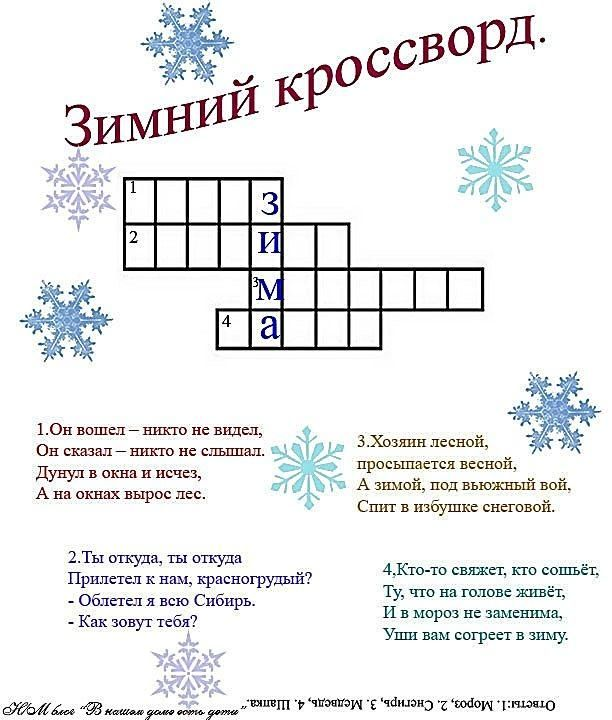 Зимний кроссворд.
1
З
2
и
3
м
4
а
1.Он вошел – никто не видел,
Он сказал – никто не слышал.
Дунул в окна и исчез,
А на окнах вырос лес.
3.Хозяин лесной,
просыпается весной,
А зимой, под вьюжный вой,
Спит в избушке снеговой.
2.Ты откуда, ты откуда
Прилетел к нам, красногрудый?
- Облетел я всю Сибирь.
- Как зовут тебя?
4,Кто-то свяжет, кто сошьёт,
Ту, что на голове живёт,
И в мороз не заменима,
Уши вам согреет в зиму.
Ответы:1. Мороз, 2. Снегирь, 3. Медведь, 4. Шапка.
блог "В нашем доме есть дети".